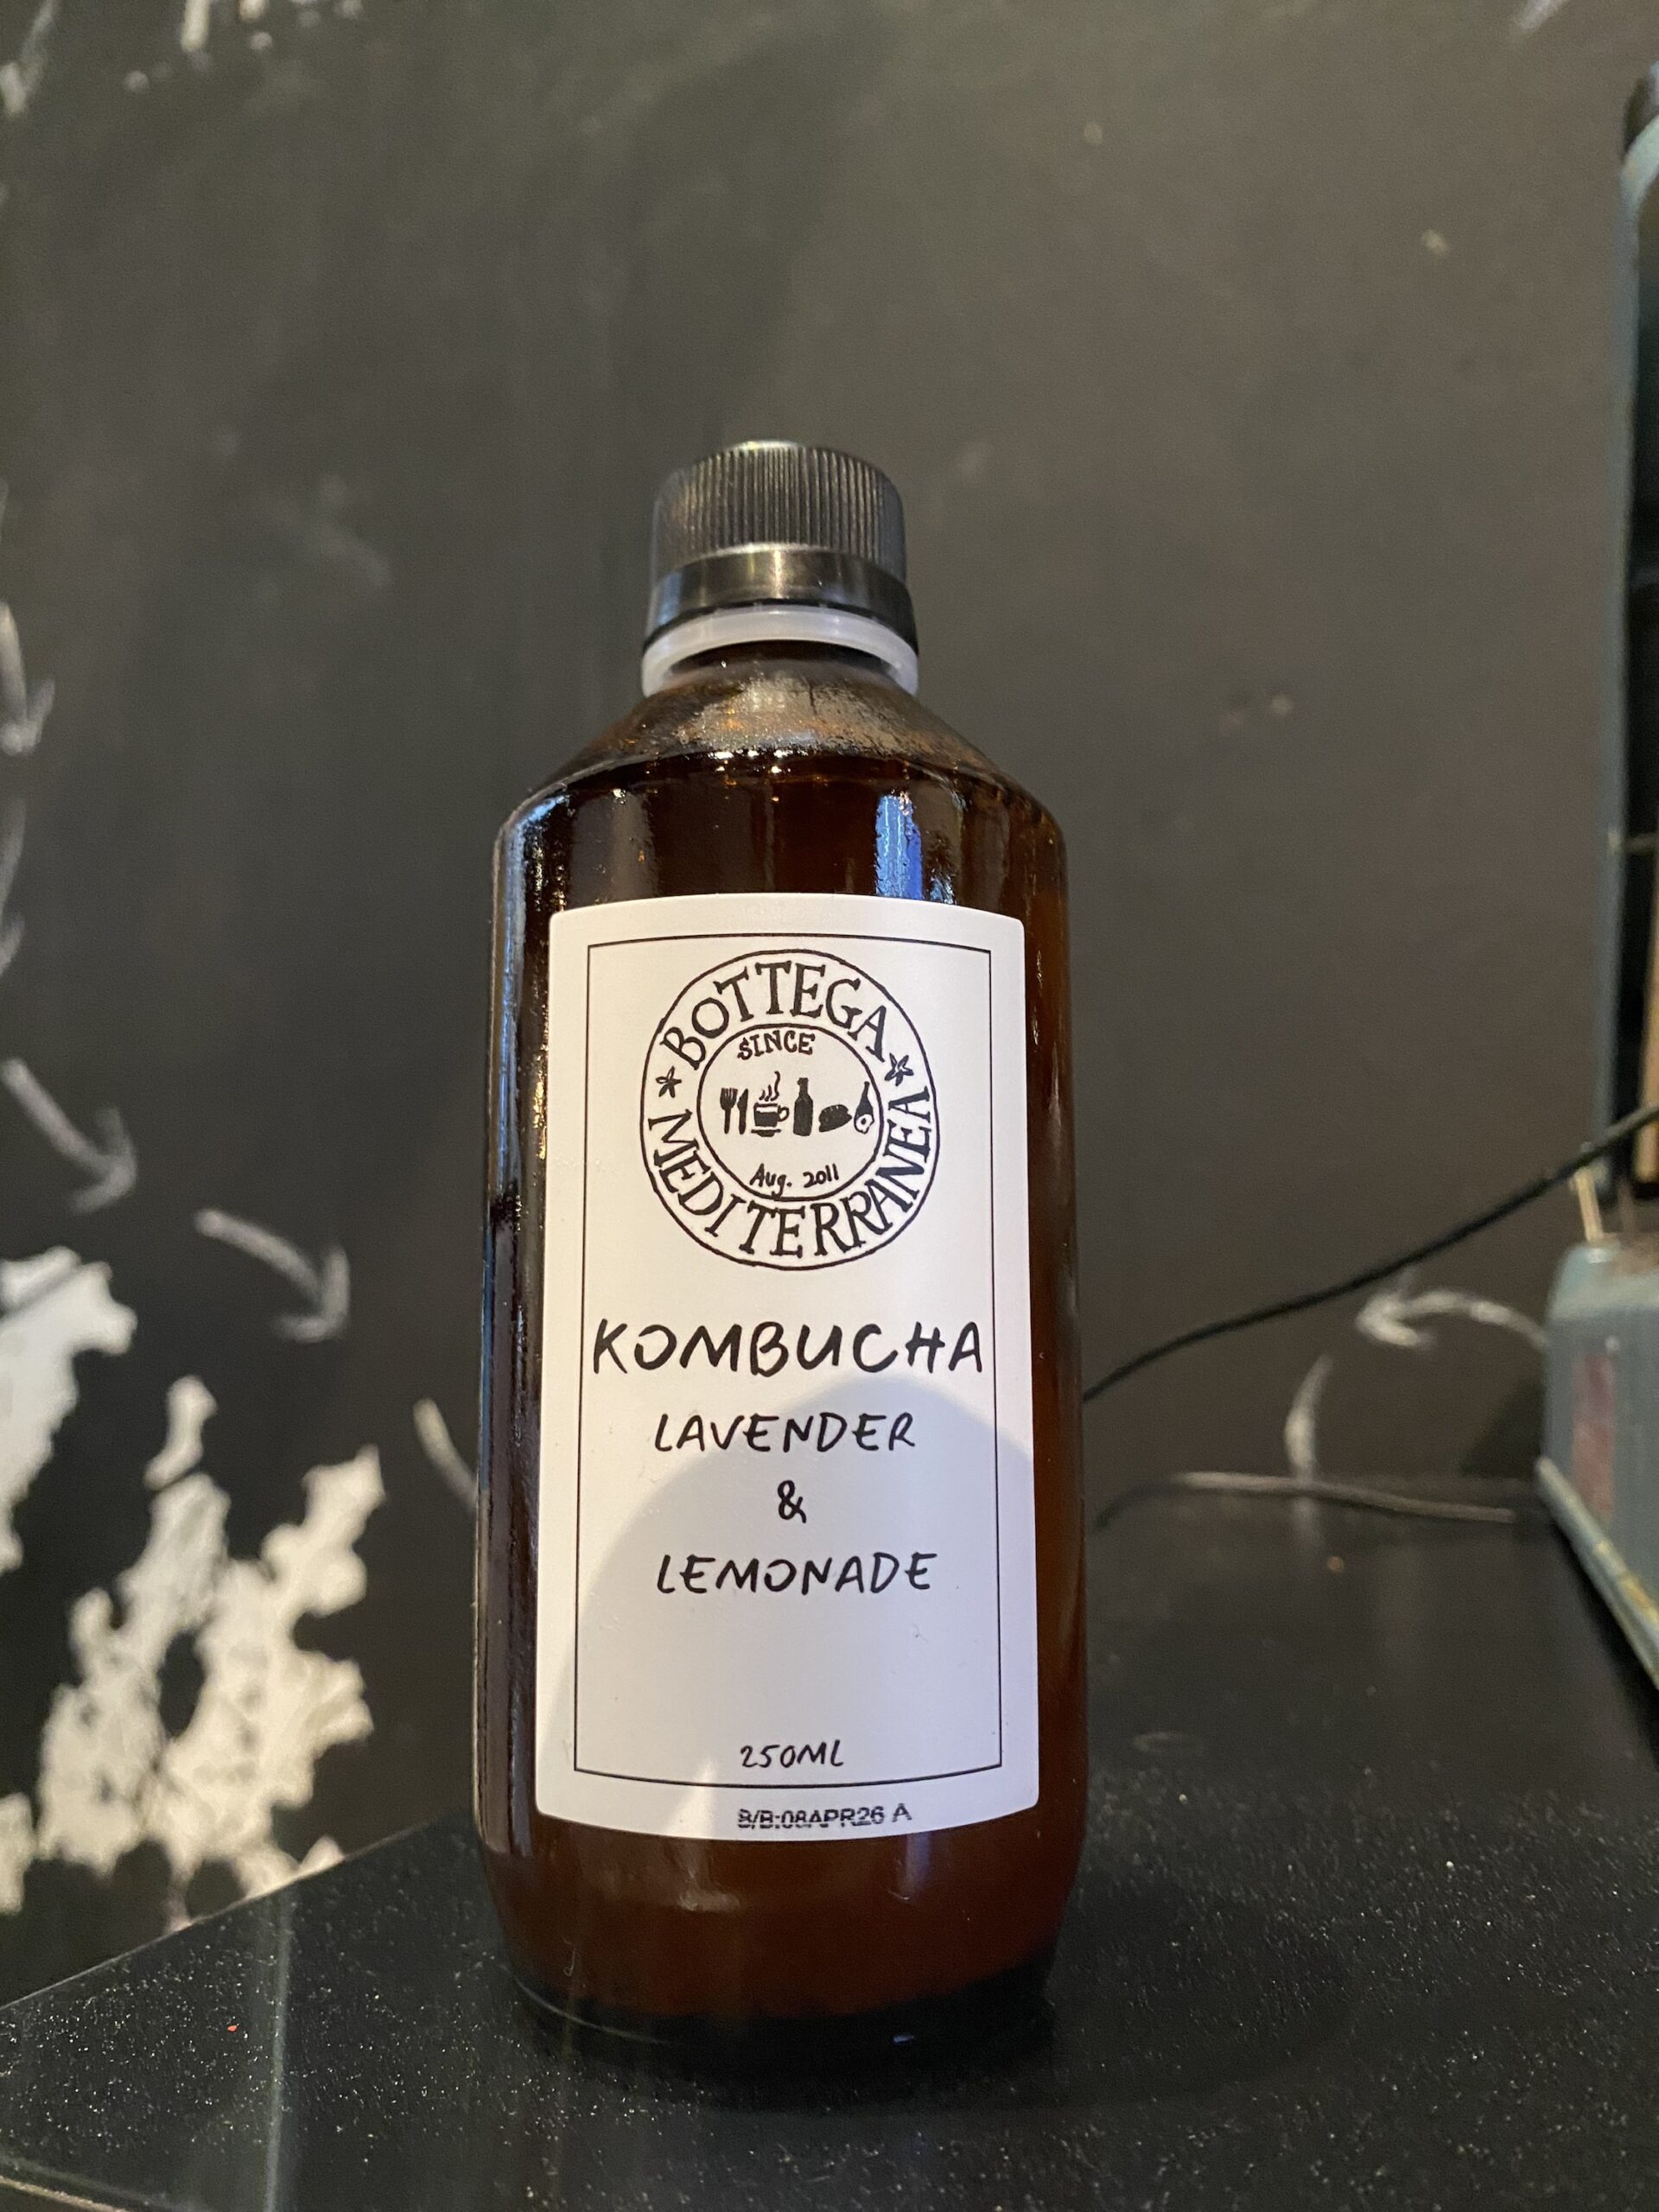 BOTTEGA
SINCE
Aug. 2011
MEDITERRANEA
KOMBUCHA
LAVENDER
&
LEMONADE
250ML
B/B:08APR26 A